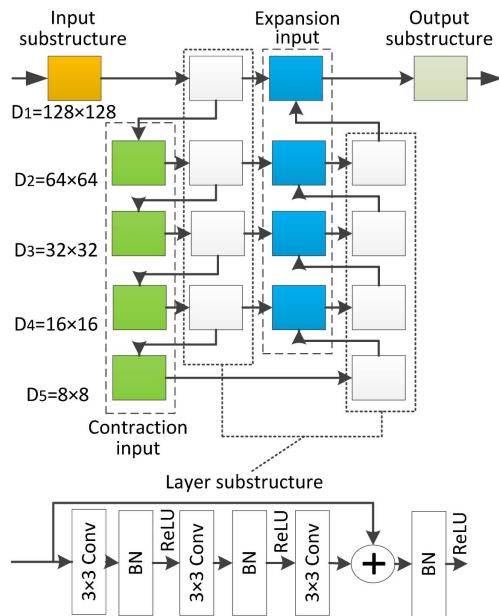 Input
substructure
Expansion
input
Output
substructure
D1=128×128
D2=64×64
D3=32×32
D4=16×16
D5=8×8
Contraction
input
Layer substructure
3×3 Conv
BN
ReLU
3×3 Conv
BN
ReLU
3×3 Conv
+
BN
ReLU